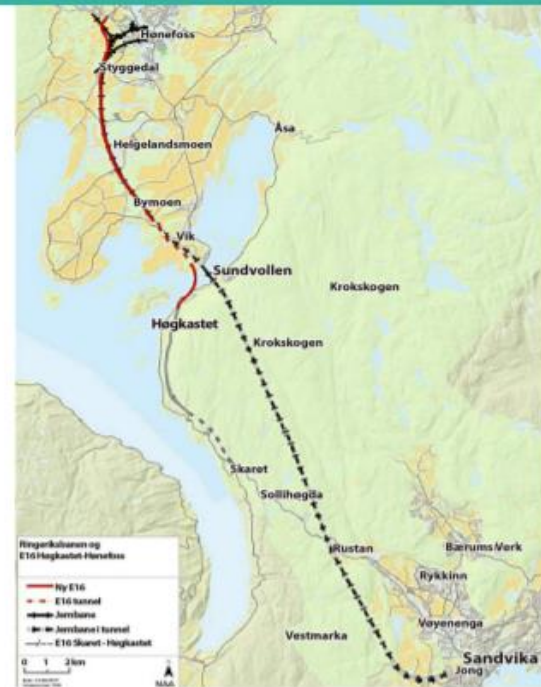 Hønefoss
Styggedal
Åsa
Helgelandsmoen
Bymoen
Vik
Sundvollen
Krokskogen
Høgkastet
Krokskogen
Skaret
Sollihøgda
Rustan
Bærums Verk
Rykkinn
Vøyenenga
Vestmarka
Sandvika
Jong
Ringeriksbanen og
E16 Høgkastet-Hønefoss
Ny E16
E16 tunnel
Jernbane
Jernbane i tunnel
E16 Skaret - Høgkastet
0 1 2 km